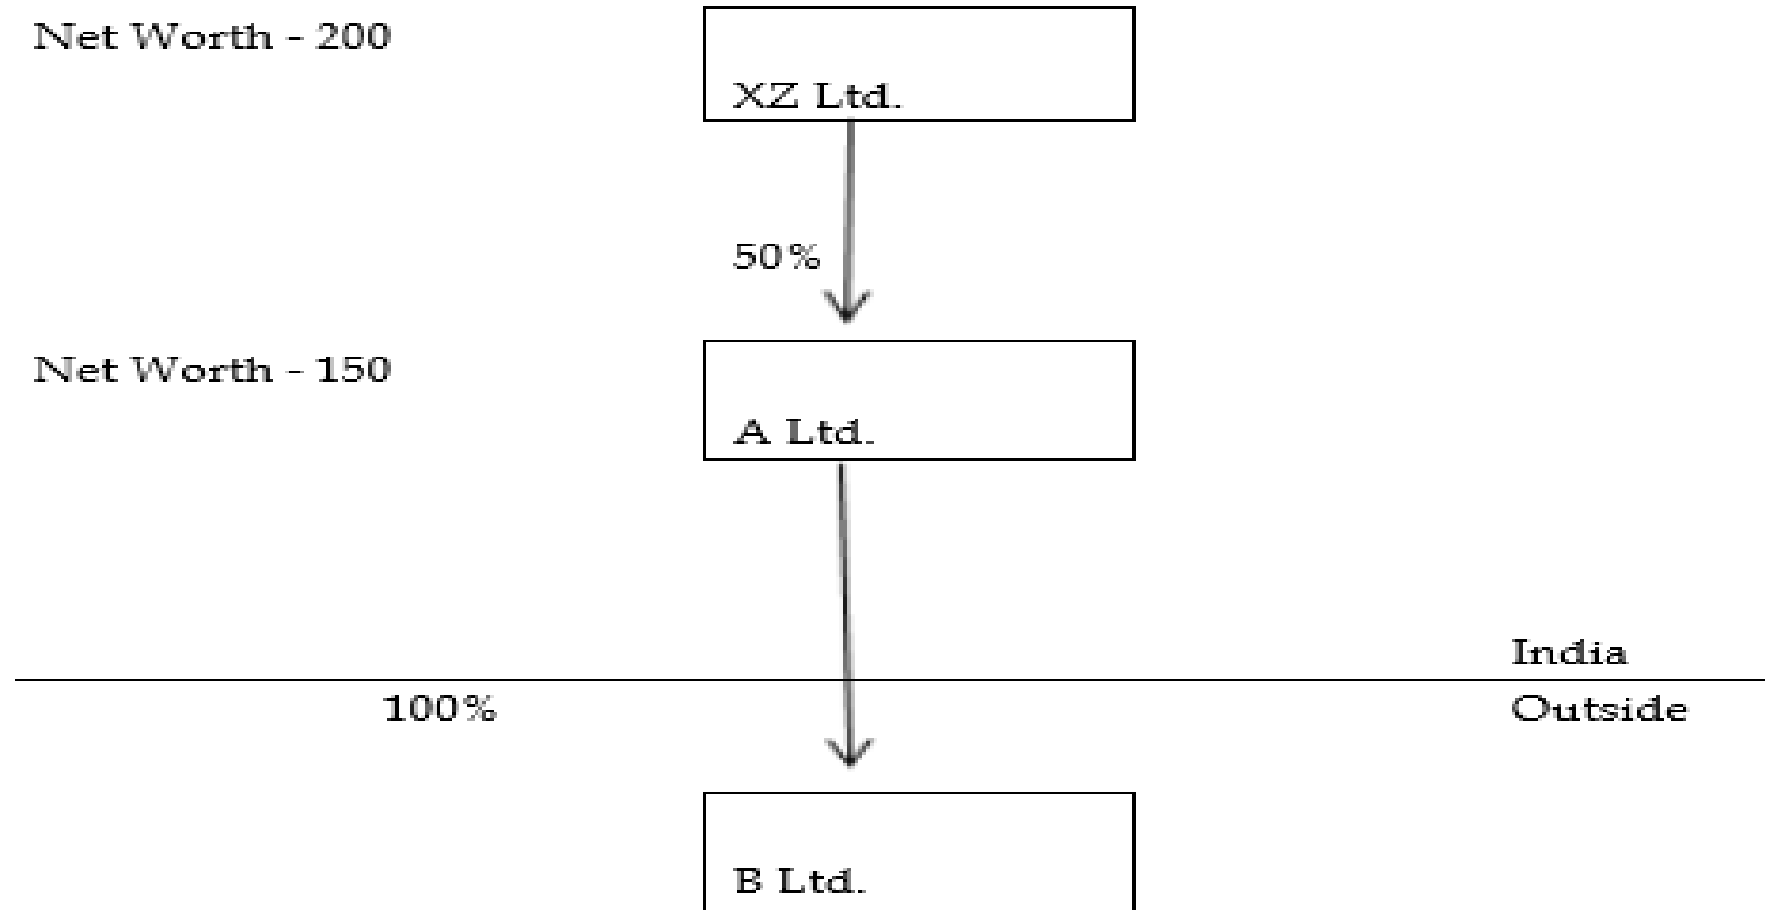 Net Worth - 200
XZ Ltd.
50%
Net Worth - 150
A Ltd.
India
100%
Outside
B Ltd.